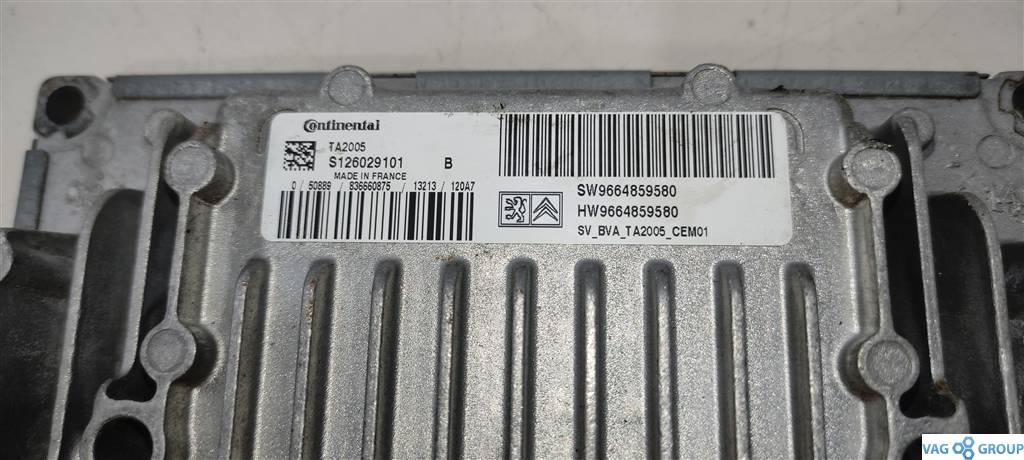 Continental
TA2005
S126029101 B
MADE IN FRANCE
0 / 50889 / 836660875 / 13213 / 120A7
SW9664859580
HW9664859580
SV_BVA_TA2005_CEM01
VAG GROUP